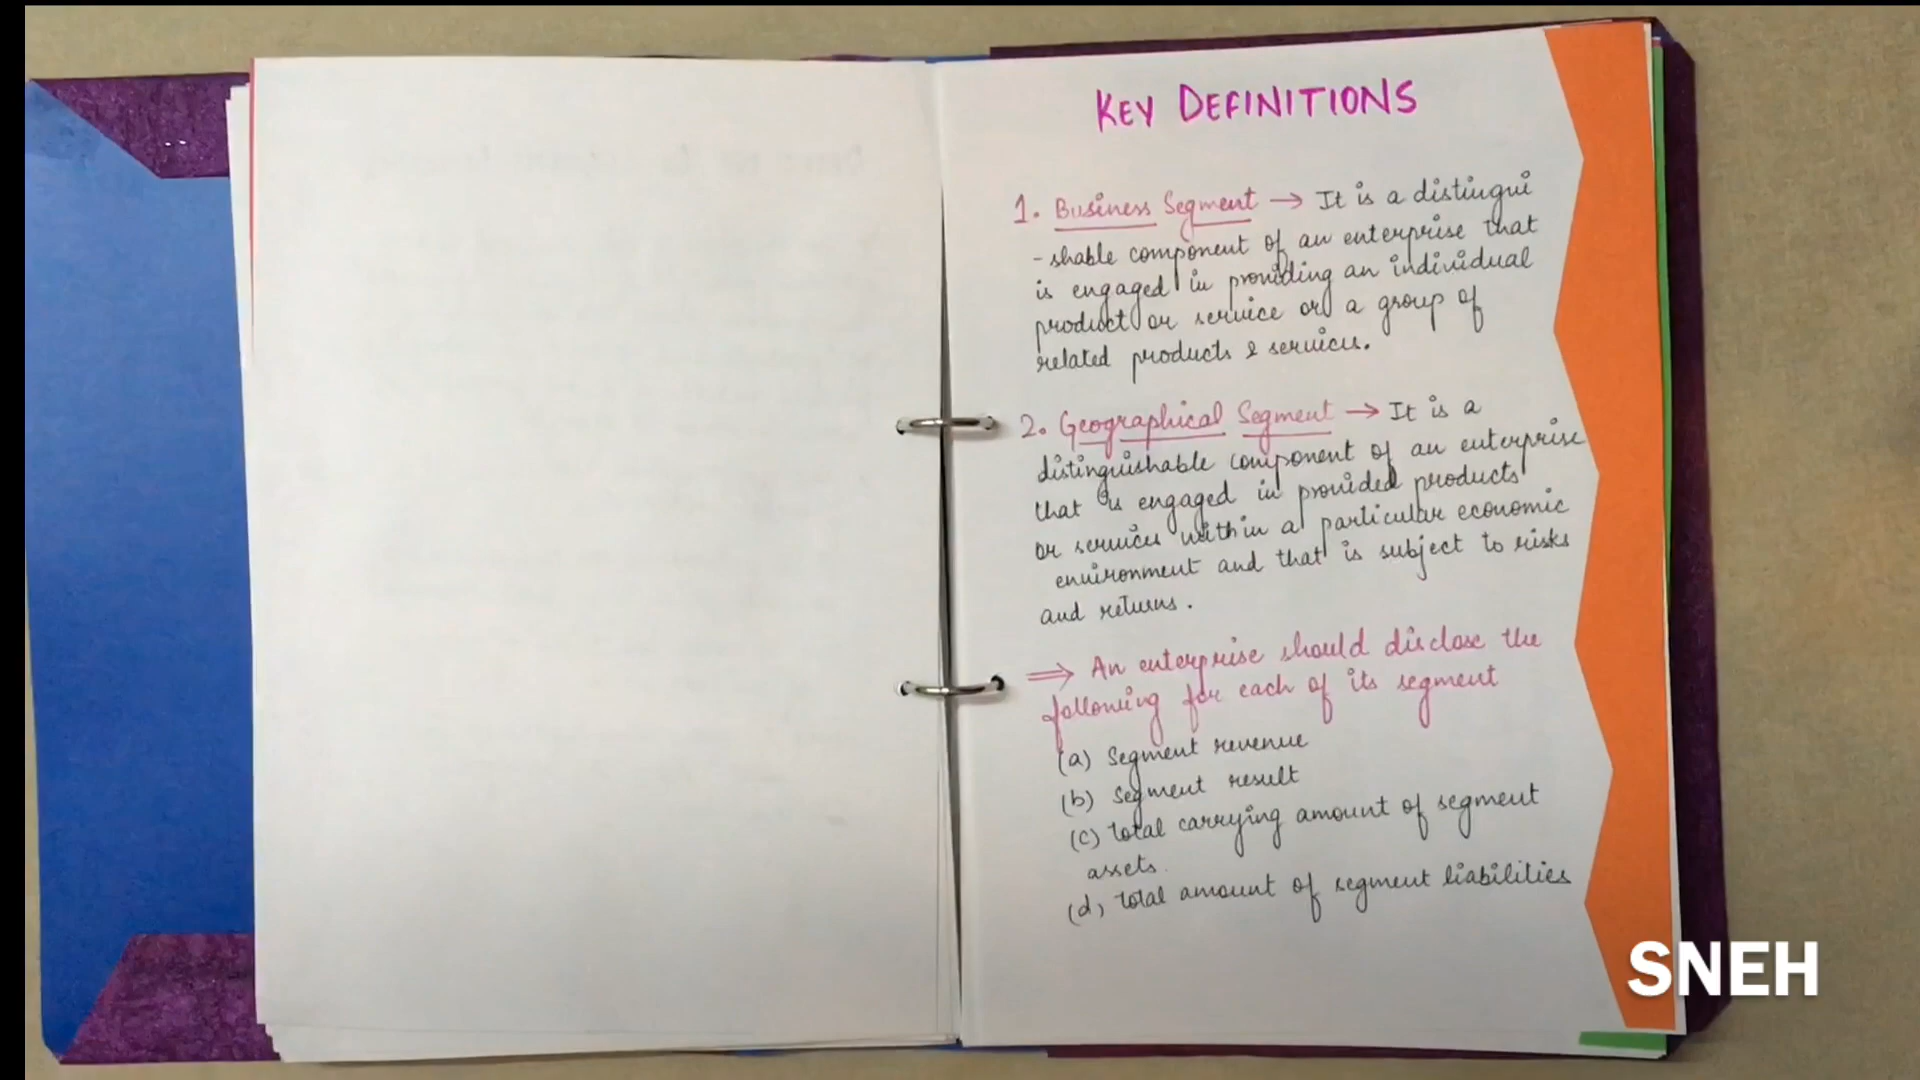 KEY DEFINITIONS
1. Business Segment → It is a distingui
- shable component of an enterprise that
is engaged in providing an individual
product or service or a group of
related products & services.
2. Geographical Segment → It is a
distinguishable component of an enterprise
that is engaged in provided products
or services within a particular economic
environment and that is subject to risks
and returns.
⇒ An enterprise should disclose the
following for each of its segment
(a) Segment revenue
(b) Segment result
(c) total carrying amount of segment
assets.
(d) total amount of segment liabilities
SNEH